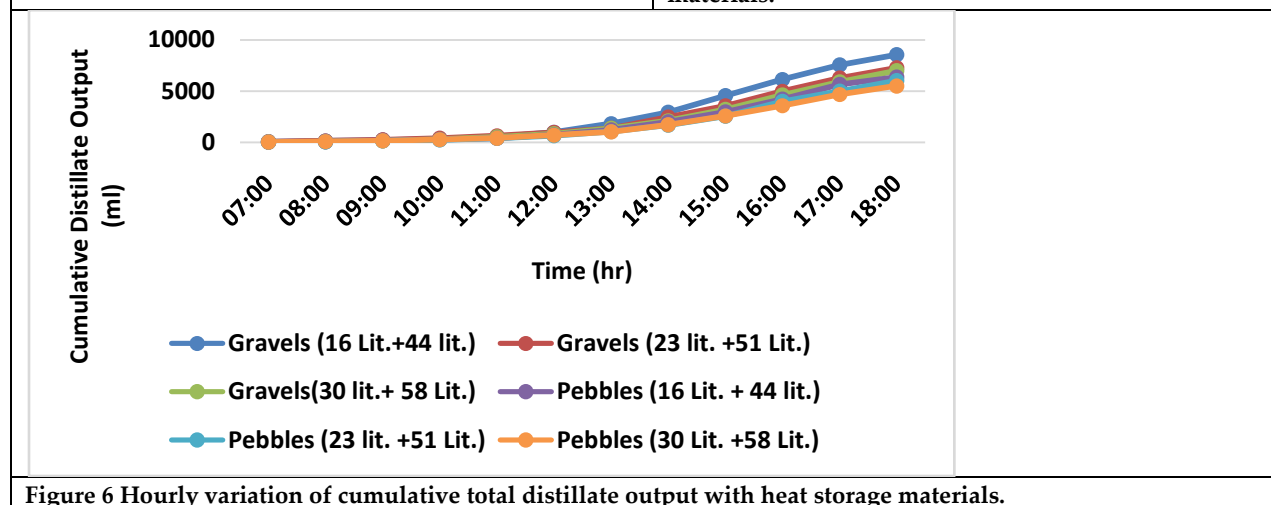 materials.
10000
5000
0
Cumulative Distillate Output
(ml)
07:00
08:00
09:00
10:00
11:00
12:00
13:00
14:00
15:00
16:00
17:00
18:00
Time (hr)
Gravels (16 Lit.+44 lit.) Gravels (23 lit. +51 Lit.)
Gravels(30 lit.+ 58 Lit.) Pebbles (16 Lit. + 44 lit.)
Pebbles (23 lit. +51 Lit.) Pebbles (30 Lit. +58 Lit.)
Figure 6 Hourly variation of cumulative total distillate output with heat storage materials.